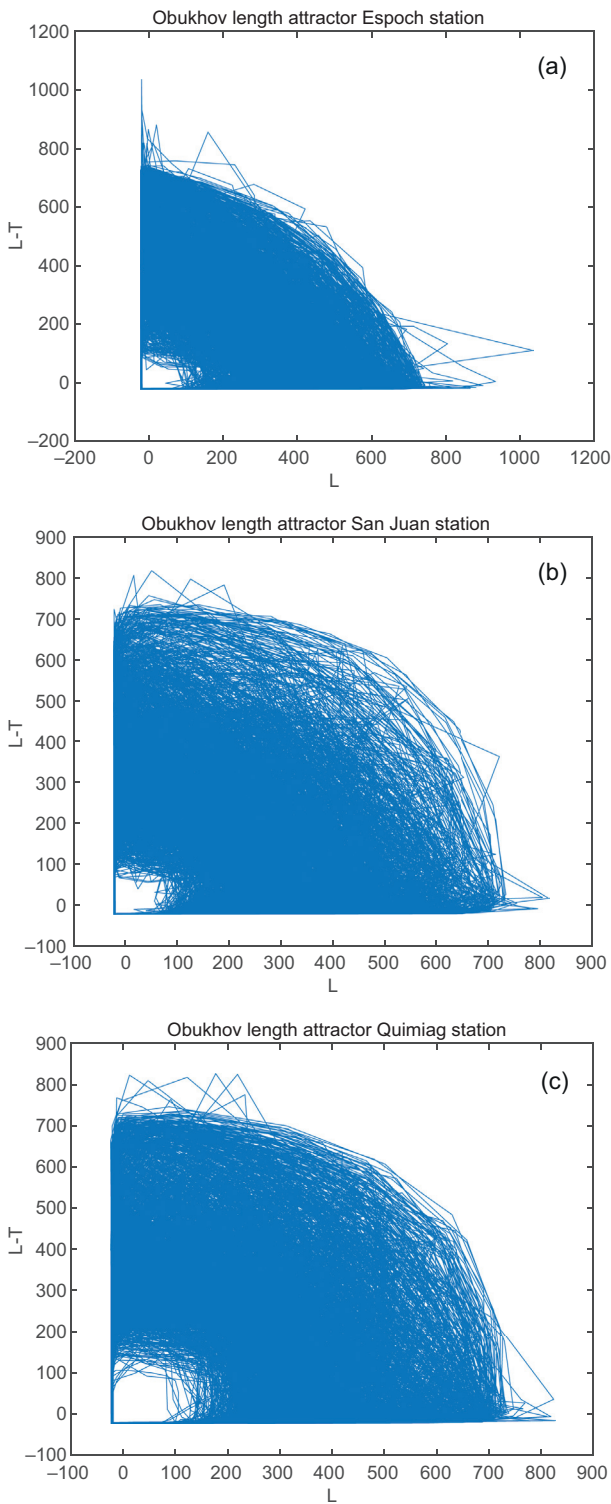 Obukhov length attractor Espoch station
1200
(a)
1000
800
600
L-T
400
200
0
–200
–200 0 200 400 600 800 1000 1200
L
Obukhov length attractor San Juan station
900
(b)
800
700
600
500
L-T
400
300
200
100
0
–100
–100 0 100 200 300 400 500 600 700 800 900
L
Obukhov length attractor Quimiag station
900
(c)
800
700
600
500
L-T
400
300
200
100
0
–100
–100 0 100 200 300 400 500 600 700 800 900
L